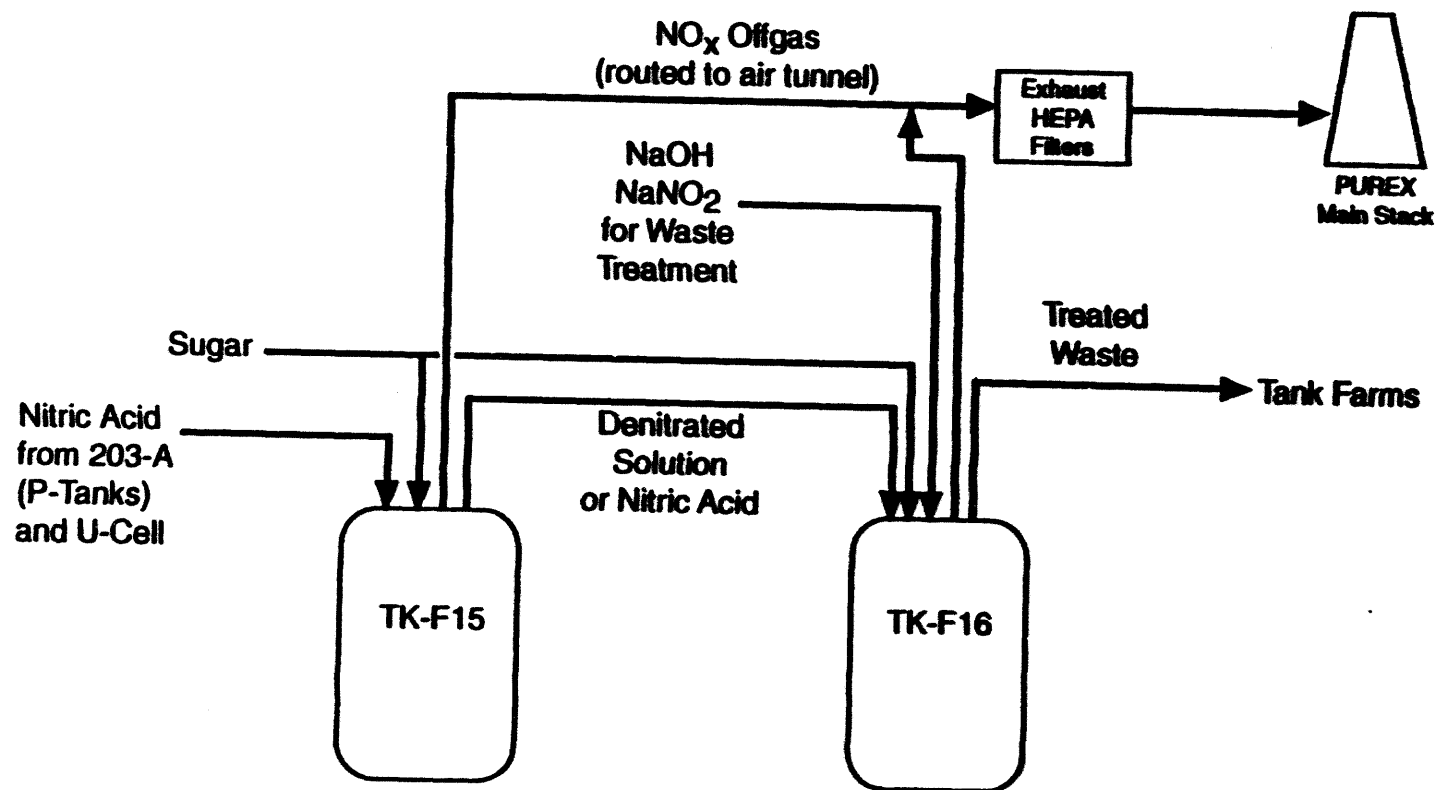 NOx Offgas
(routed to air tunnel)
Exhaust
HEPA
Filters
PUREX
Main Stack
NaOH
NaNO2
for Waste
Treatment
Sugar
Treated
Waste
Tank Farms
Nitric Acid
from 203-A
(P-Tanks)
and U-Cell
Denitrated
Solution
or Nitric Acid
TK-F15
TK-F16